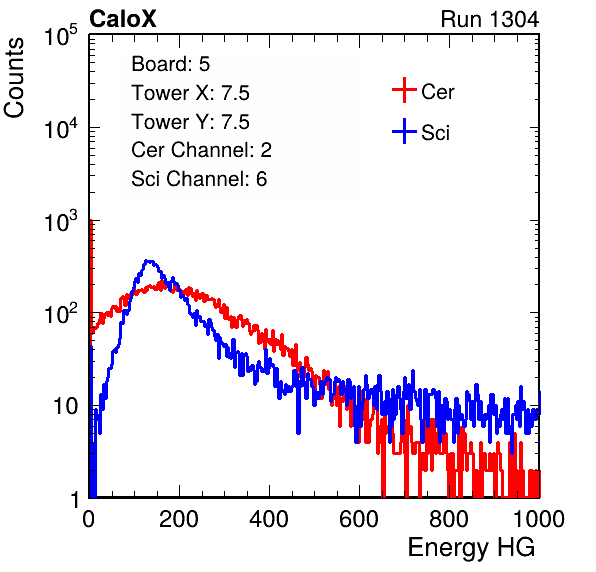 CaloX Run 1304
Counts
Board: 5
Tower X: 7.5
Tower Y: 7.5
Cer Channel: 2
Sci Channel: 6
Cer
Sci
10^5
10^4
10^3
10^2
10
1
0 200 400 600 800 1000
Energy HG